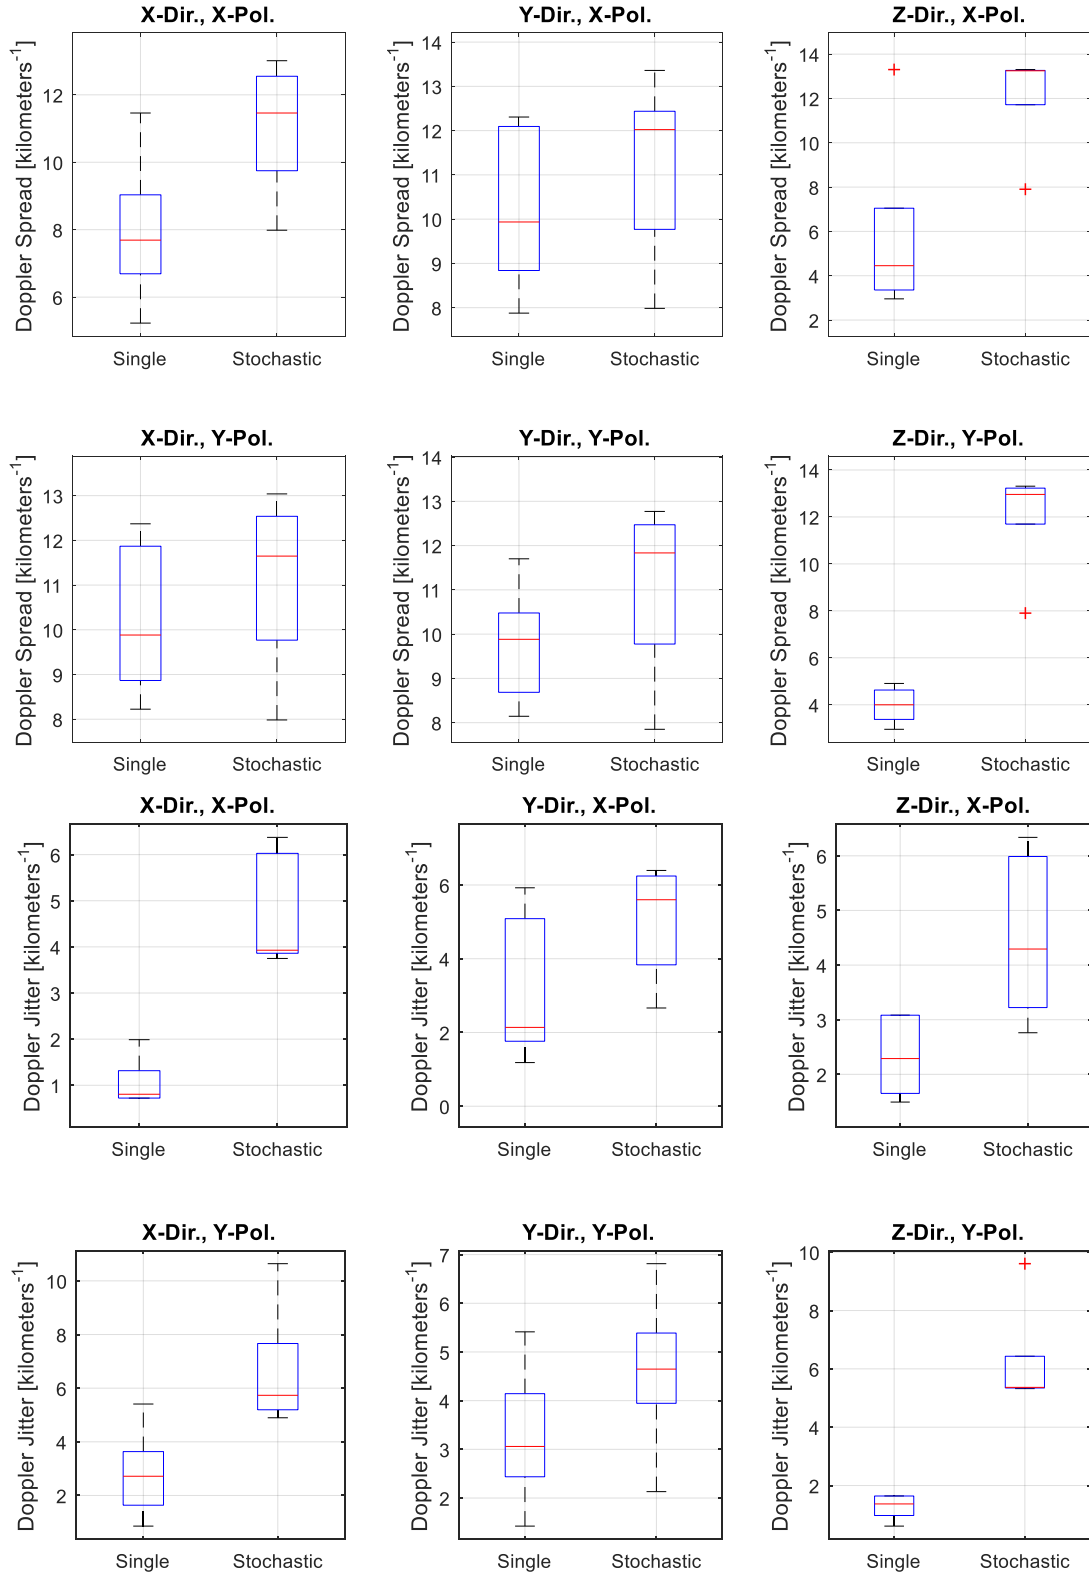 X-Dir., X-Pol.
Doppler Spread [kilometers-1]
12
10
8
6
Single Stochastic
Y-Dir., X-Pol.
Doppler Spread [kilometers-1]
14
13
12
11
10
9
8
Single Stochastic
Z-Dir., X-Pol.
Doppler Spread [kilometers-1]
14
12
10
8
6
4
2
Single Stochastic
X-Dir., Y-Pol.
Doppler Spread [kilometers-1]
13
12
11
10
9
8
Single Stochastic
Y-Dir., Y-Pol.
Doppler Spread [kilometers-1]
14
13
12
11
10
9
8
Single Stochastic
Z-Dir., Y-Pol.
Doppler Spread [kilometers-1]
14
12
10
8
6
4
Single Stochastic
X-Dir., X-Pol.
Doppler Jitter [kilometers-1]
6
5
4
3
2
1
Single Stochastic
Y-Dir., X-Pol.
Doppler Jitter [kilometers-1]
6
4
2
0
Single Stochastic
Z-Dir., X-Pol.
Doppler Jitter [kilometers-1]
6
5
4
3
2
Single Stochastic
X-Dir., Y-Pol.
Doppler Jitter [kilometers-1]
10
8
6
4
2
Single Stochastic
Y-Dir., Y-Pol.
Doppler Jitter [kilometers-1]
7
6
5
4
3
2
Single Stochastic
Z-Dir., Y-Pol.
Doppler Jitter [kilometers-1]
10
8
6
4
2
Single Stochastic